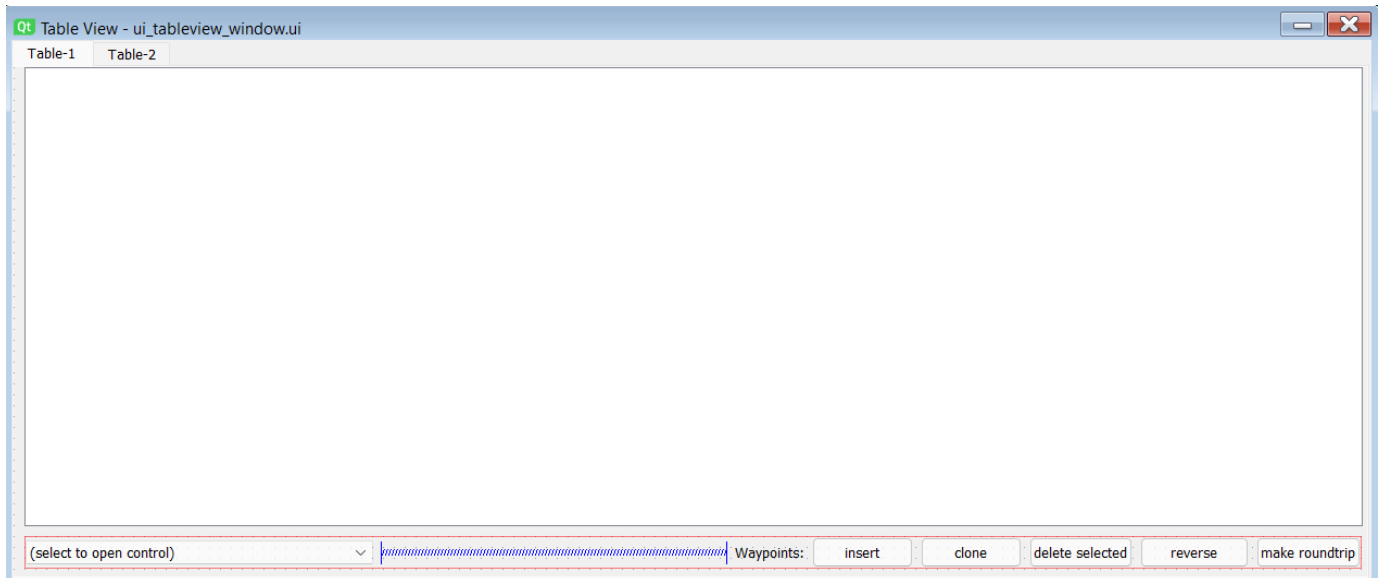 Qt Table View - ui_tableview_window.ui
Table-1 Table-2
(select to open control) Waypoints: insert clone delete selected reverse make roundtrip